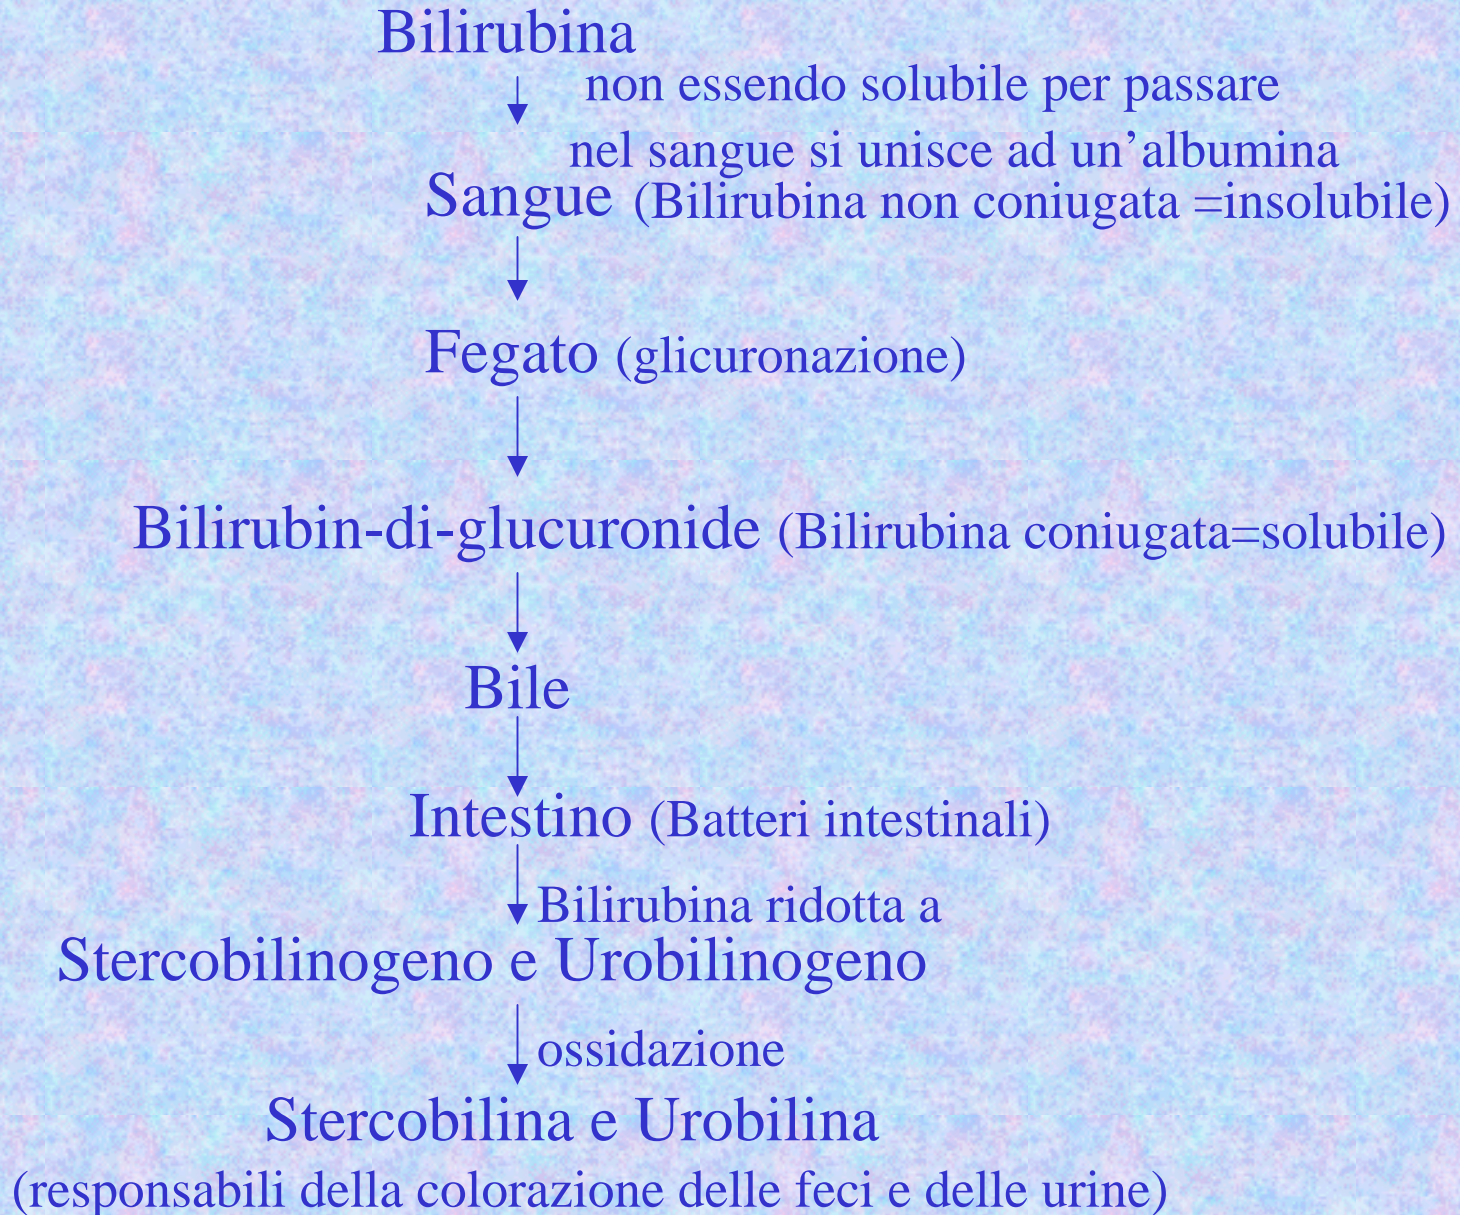 Bilirubina
non essendo solubile per passare
nel sangue si unisce ad un’albumina
Sangue (Bilirubina non coniugata =insolubile)
Fegato (glicuronazione)
Bilirubin-di-glucuronide (Bilirubina coniugata=solubile)
Bile
Intestino (Batteri intestinali)
Bilirubina ridotta a
Stercobilinogeno e Urobilinogeno
ossidazione
Stercobilina e Urobilina
(responsabili della colorazione delle feci e delle urine)